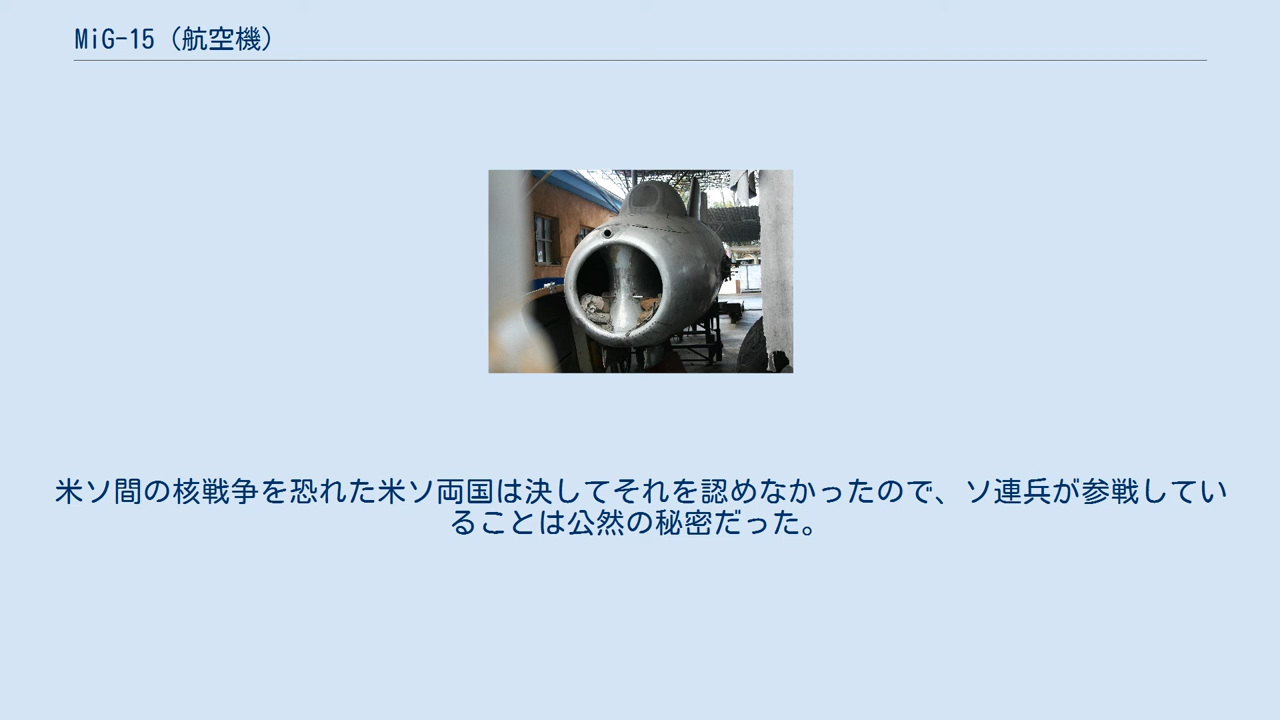 MiG-15（航空機）
米ソ間の核戦争を恐れた米ソ両国は決してそれを認めなかったので、ソ連兵が参戦してい
ることは公然の秘密だった。